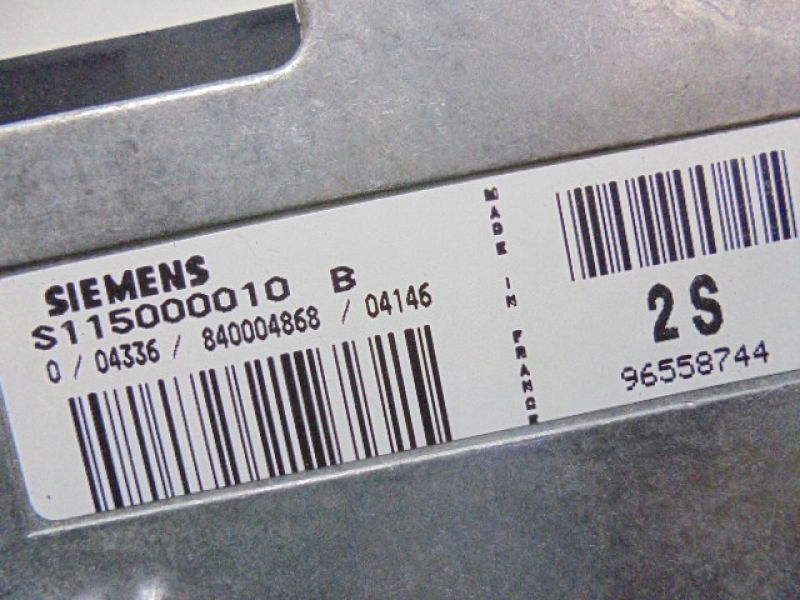 SIEMENS
S115000010 B
0 / 04336 / 840004868 / 04146
MADE IN FRANCE
2S
96558744